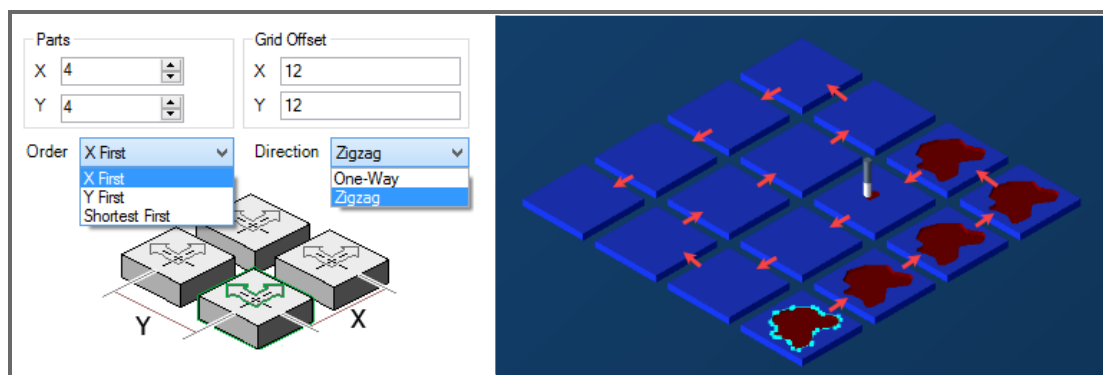 Parts
X 4
Y 4
Grid Offset
X 12
Y 12
Order X First
X First
Y First
Shortest First
Direction Zigzag
One-Way
Zigzag
Y
X